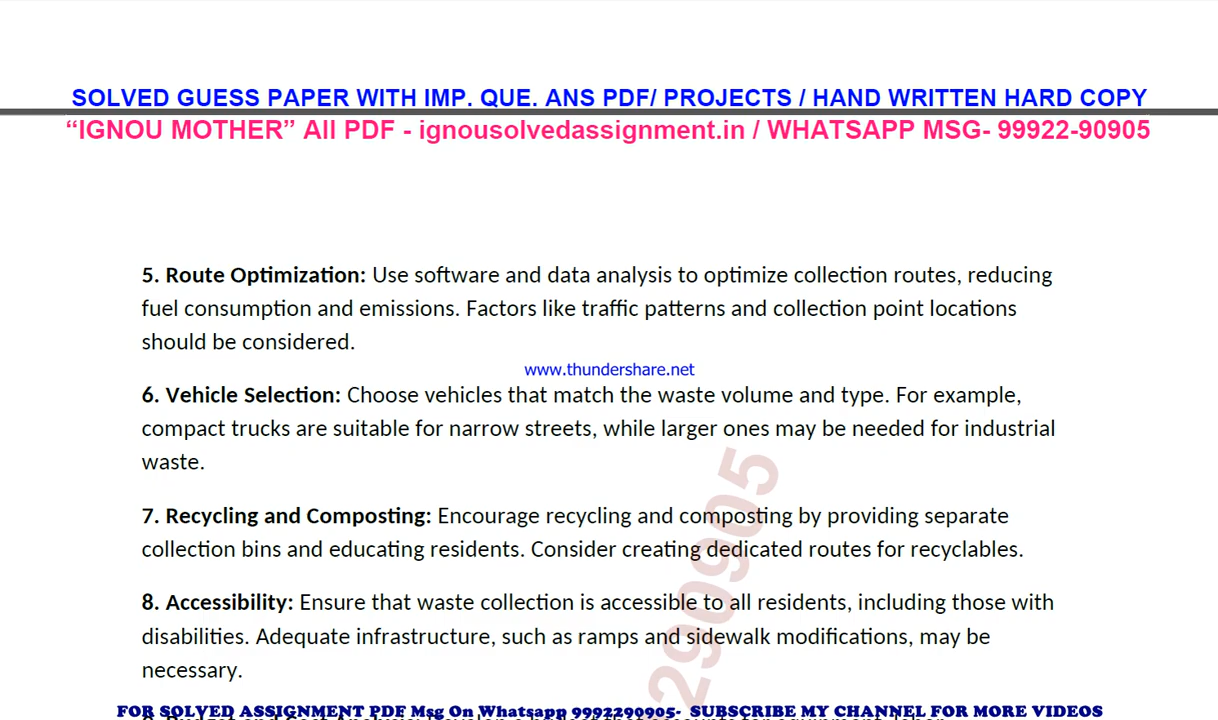 SOLVED GUESS PAPER WITH IMP. QUE. ANS PDF/ PROJECTS / HAND WRITTEN HARD COPY
“IGNOU MOTHER” All PDF - ignousolvedassignment.in / WHATSAPP MSG- 99922-90905
5. Route Optimization: Use software and data analysis to optimize collection routes, reducing
fuel consumption and emissions. Factors like traffic patterns and collection point locations
should be considered.
www.thundershare.net
6. Vehicle Selection: Choose vehicles that match the waste volume and type. For example,
compact trucks are suitable for narrow streets, while larger ones may be needed for industrial
waste.
7. Recycling and Composting: Encourage recycling and composting by providing separate
collection bins and educating residents. Consider creating dedicated routes for recyclables.
8. Accessibility: Ensure that waste collection is accessible to all residents, including those with
disabilities. Adequate infrastructure, such as ramps and sidewalk modifications, may be
necessary.
290905
FOR SOLVED ASSIGNMENT PDF Msg On Whatsapp 9992290905- SUBSCRIBE MY CHANNEL FOR MORE VIDEOS